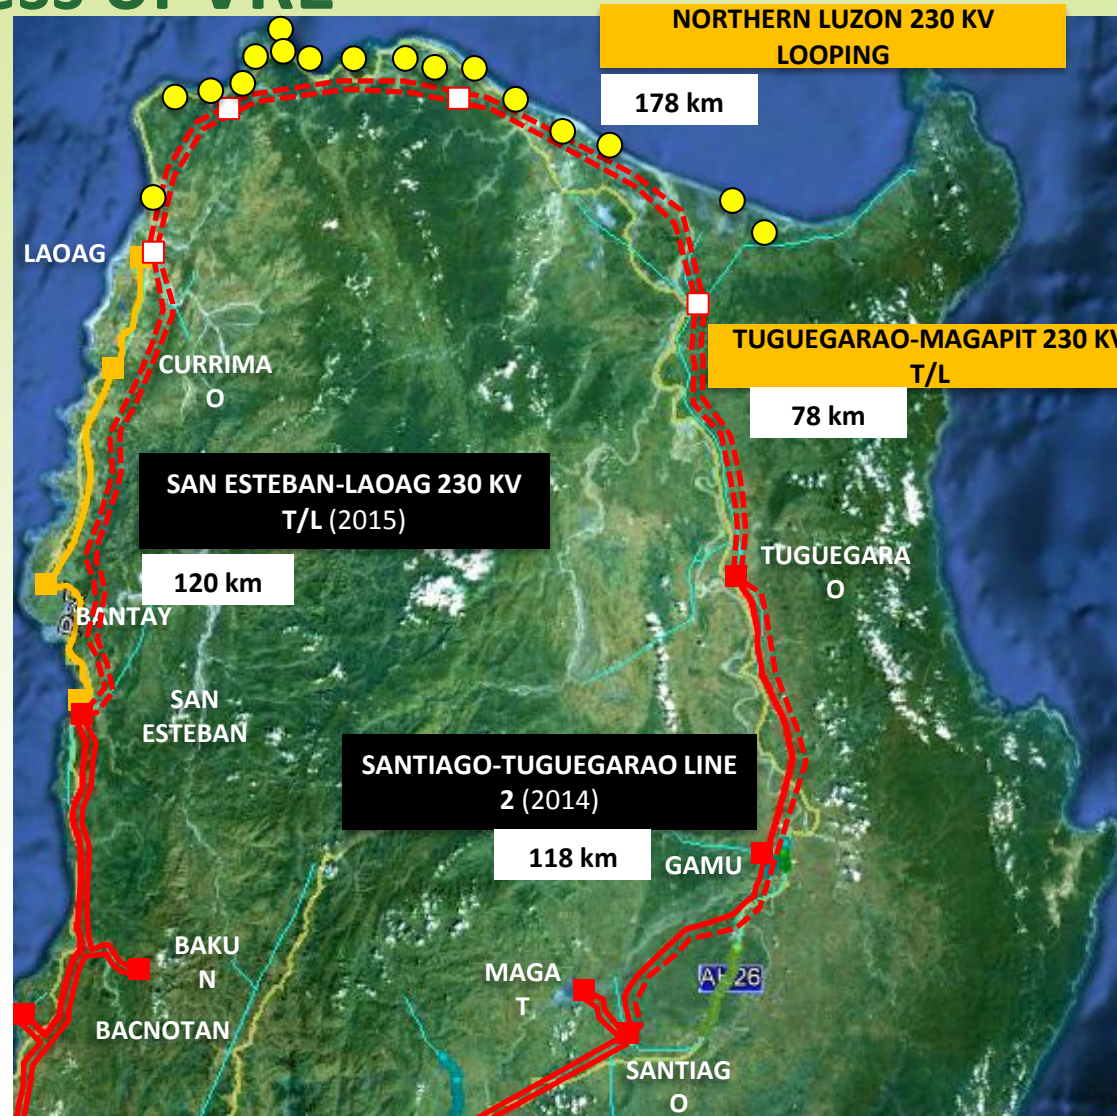 NORTHERN LUZON 230 KV
LOOPING
178 km
LAOAG
TUGUEGARAO-MAGAPIT 230 KV
T/L
CURRIMA
O
78 km
SAN ESTEBAN-LAOAG 230 KV
T/L (2015)
120 km
TUGUEGARA
O
BANTAY
SAN
ESTEBAN
SANTIAGO-TUGUEGARAO LINE
2 (2014)
118 km
GAMU
BAKU
N
MAGA
T
BACNOTAN
SANTIAG
O